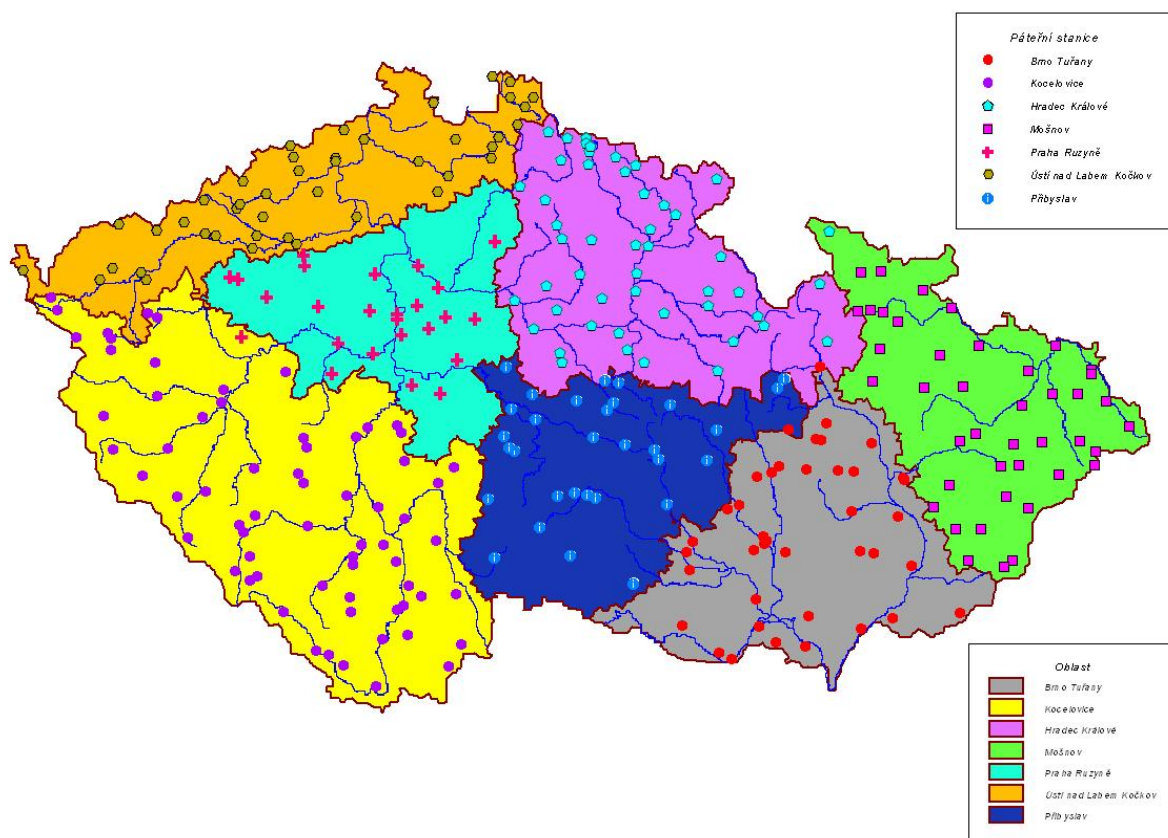 Páteřní stanice
Brno Tuřany
Kocelovice
Hradec Králové
Mošnov
Praha Ruzyně
Ústí nad Labem Kočkov
Přibyslav
Oblast
Brno Tuřany
Kocelovice
Hradec Králové
Mošnov
Praha Ruzyně
Ústí nad Labem Kočkov
Přibyslav